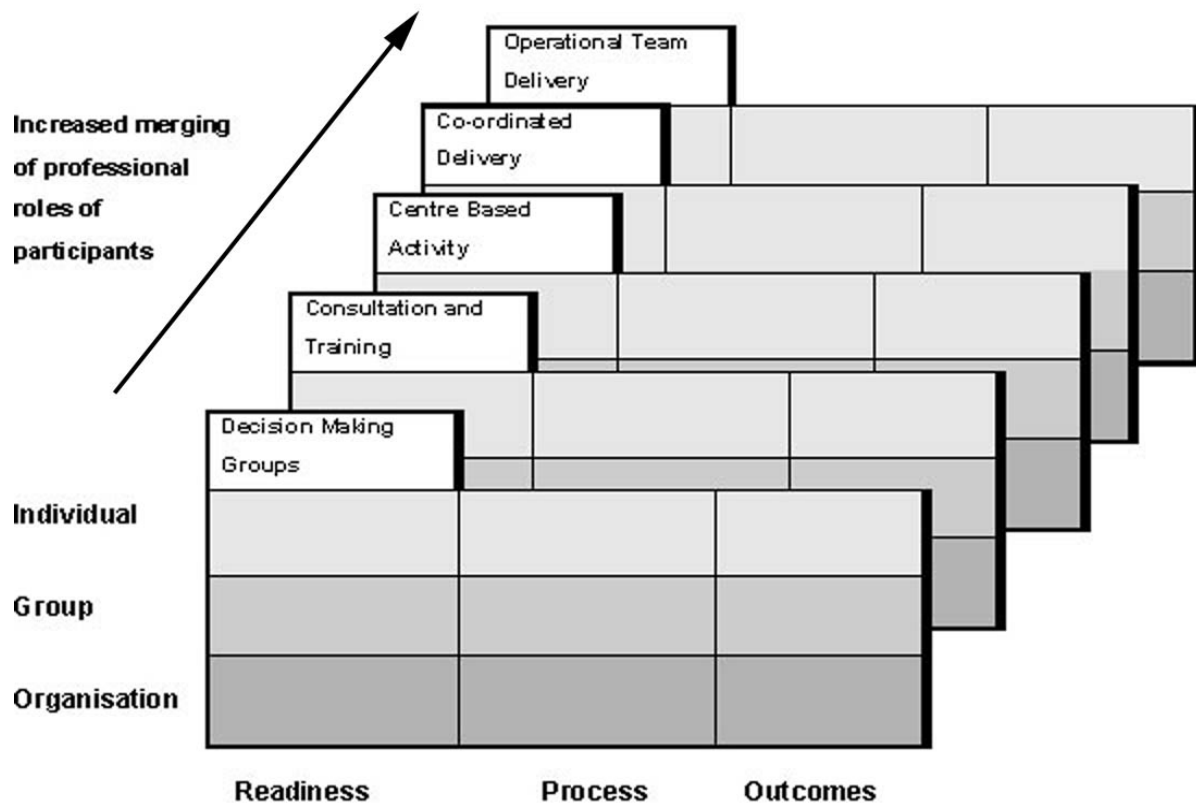 Operational Team
Delivery
Increased merging
of professional
roles of
participants
Co-ordinated
Delivery
Centre Based
Activity
Consultation and
Training
Decision Making
Groups
Individual
Group
Organisation
Readiness Process Outcomes